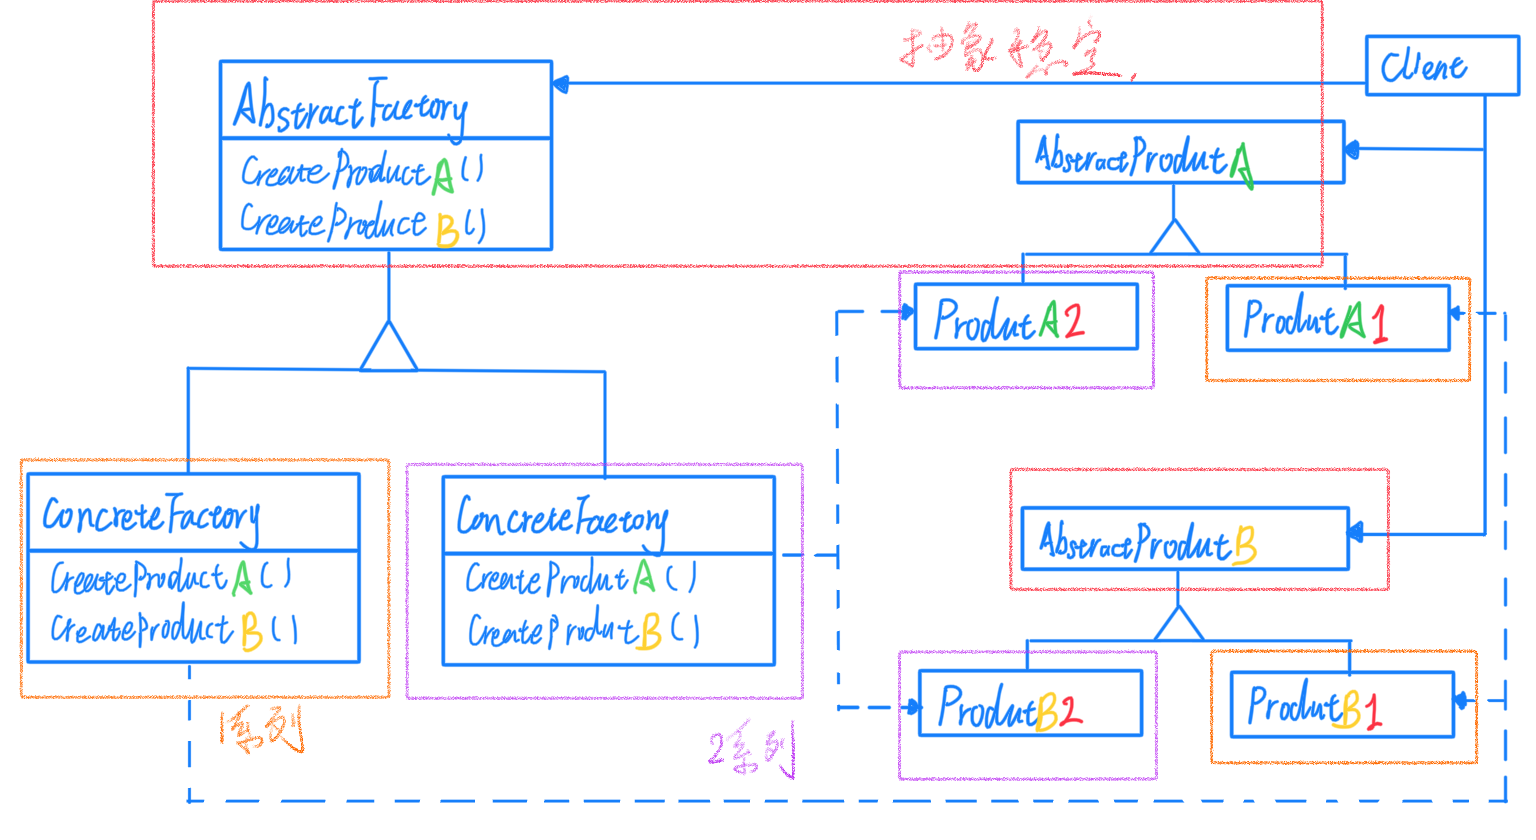 抽象稳定
Client
AbstractFactory
CreateProductA()
CreateProduceB()
AbstractProdutA
ProdutA2
ProdutA1
ConcreteFactory
CreateProductA()
CreateProductB()
ConcreteFactory
CreateProdutA()
CreateProdutB()
AbstractProdutB
ProdutB2
ProdutB1
1系列
2系列